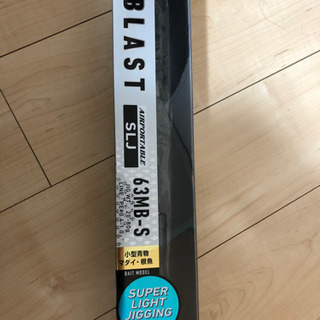 BLAST
AIRPORTABLE
SLJ
63MB-S
小型青物
マダイ・根魚
BAIT MODEL
SUPER
LIGHT
JIGGING